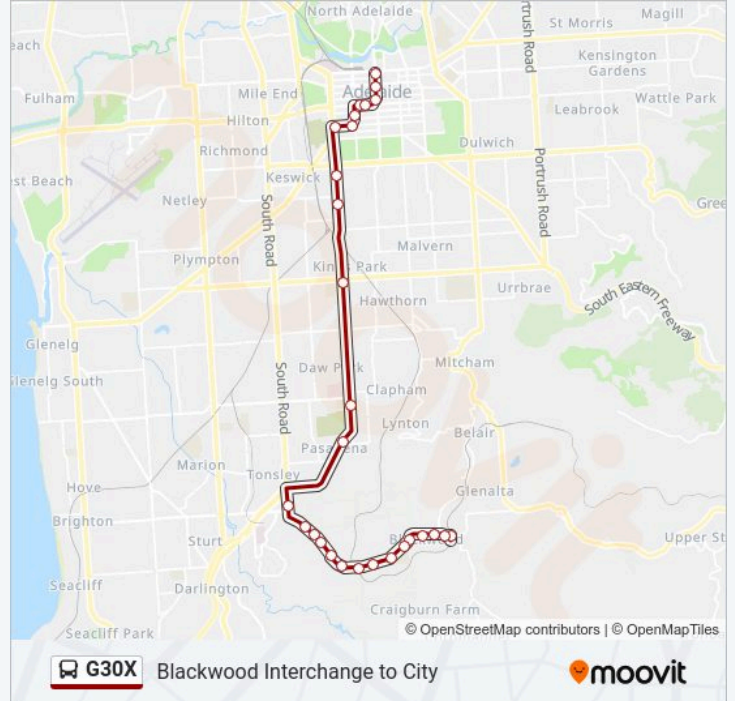 North Adelaide
Magill
St Morris
Portrush Road
each
Kensington
Gardens
Mile End
Adelaide
Fulham
Wattle Park
Leabrook
Hilton
Dulwich
Richmond
Keswick
Portrush Road
est Beach
Netley
South Road
Gree
Malvern
Plympton
Kings Park
Urrbrae
Hawthorn
South Eastern Freeway
Glenelg
Daw Park
Mitcham
Glenelg South
South Road
Clapham
Lynton
Belair
Pasadena
Marion
Tonsley
Hove
Glenalta
Brighton
Sturt
Blackwood
Upper St
Seacliff
Darlington
Craigburn Farm
Seacliff Park
© OpenStreetMap contributors | © OpenMapTiles
G30X Blackwood Interchange to City
moovit